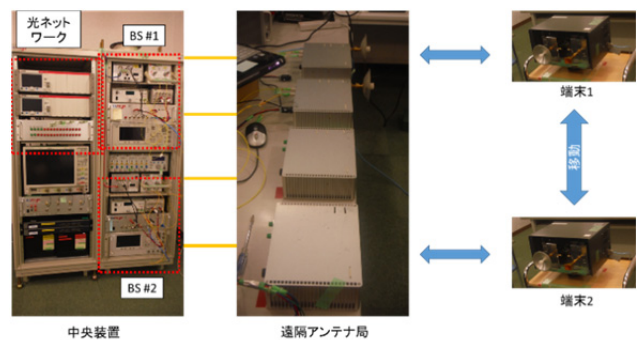 光ネット
ワーク
BS #1
BS #2
端末1
移動
端末2
中央装置
遠隔アンテナ局